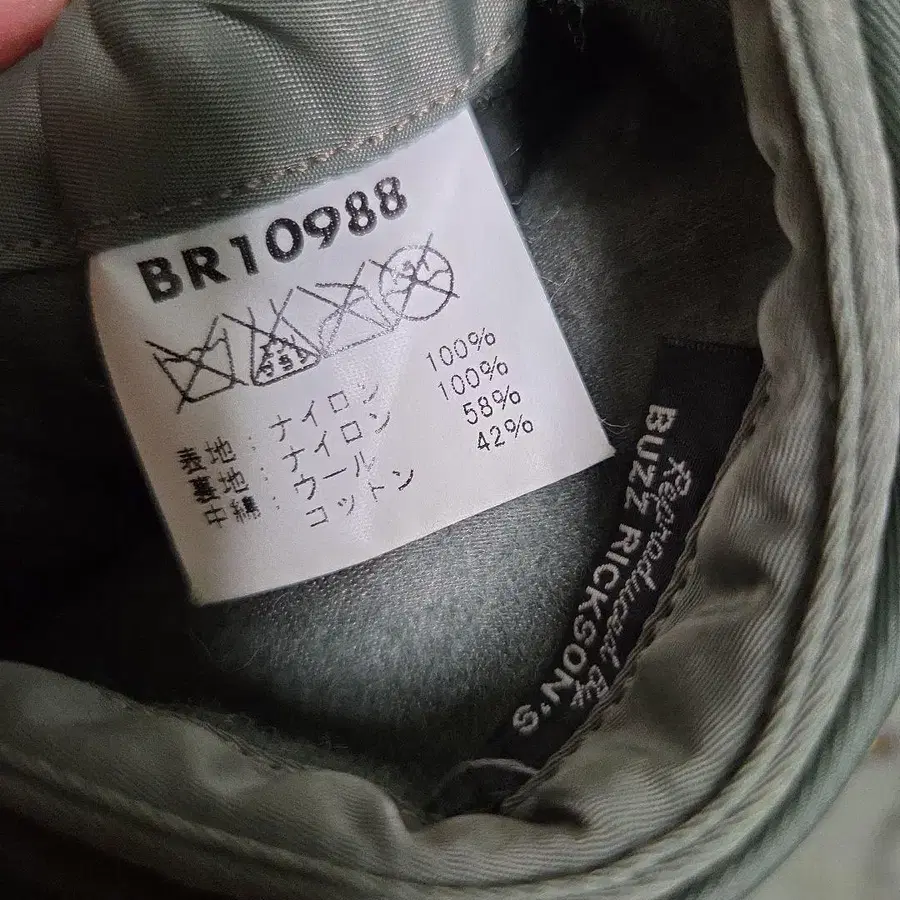 BR10988
表地 : ナイロン 100%
裏地 : ナイロン 100%
中綿 : ウール 58%
コットン 42%
Reproduced By
BUZZ RICKSON'S